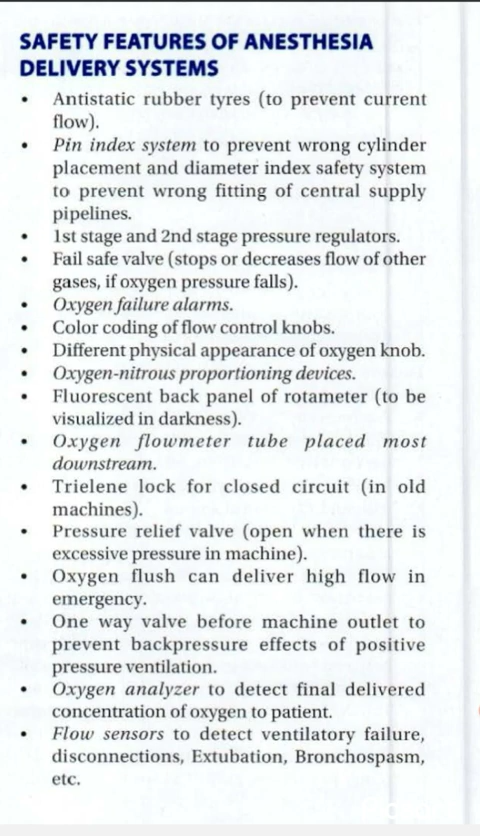 SAFETY FEATURES OF ANESTHESIA
DELIVERY SYSTEMS
• Antistatic rubber tyres (to prevent current
flow).
• Pin index system to prevent wrong cylinder
placement and diameter index safety system
to prevent wrong fitting of central supply
pipelines.
• 1st stage and 2nd stage pressure regulators.
• Fail safe valve (stops or decreases flow of other
gases, if oxygen pressure falls).
• Oxygen failure alarms.
• Color coding of flow control knobs.
• Different physical appearance of oxygen knob.
• Oxygen-nitrous proportioning devices.
• Fluorescent back panel of rotameter (to be
visualized in darkness).
• Oxygen flowmeter tube placed most
downstream.
• Trielene lock for closed circuit (in old
machines).
• Pressure relief valve (open when there is
excessive pressure in machine).
• Oxygen flush can deliver high flow in
emergency.
• One way valve before machine outlet to
prevent backpressure effects of positive
pressure ventilation.
• Oxygen analyzer to detect final delivered
concentration of oxygen to patient.
• Flow sensors to detect ventilatory failure,
disconnections, Extubation, Bronchospasm,
etc.